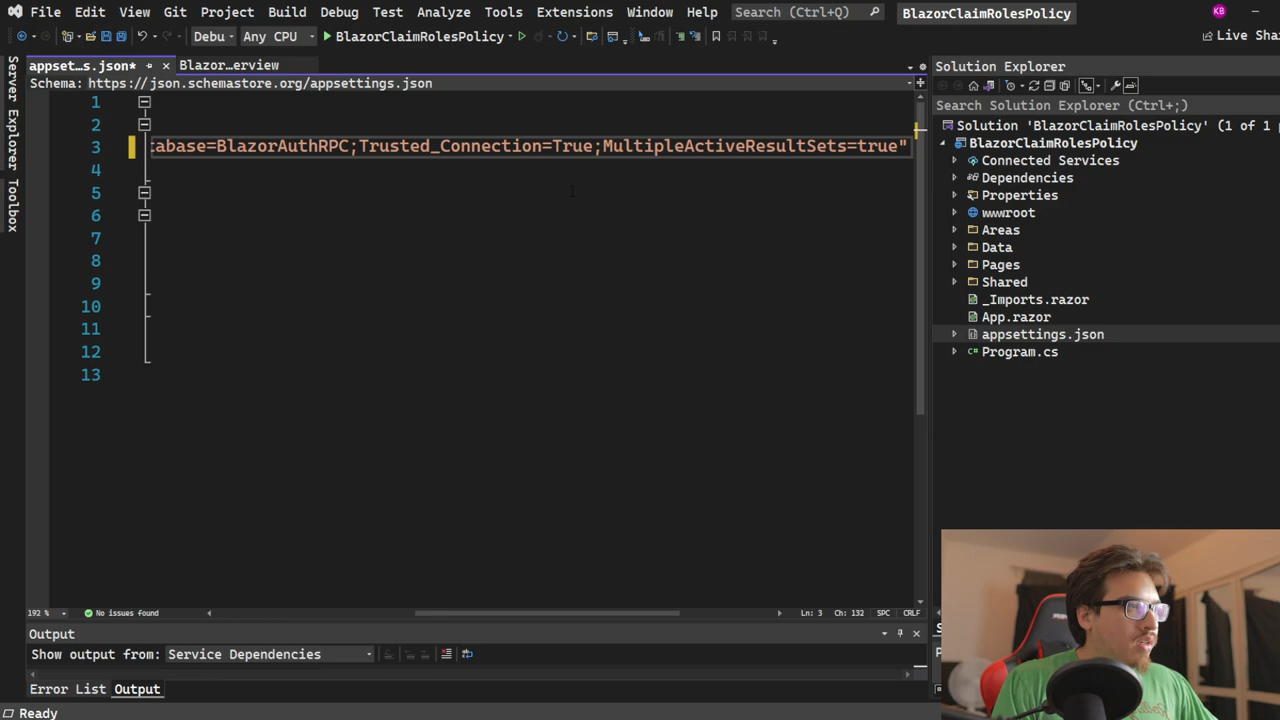 File Edit View Git Project Build Debug Test Analyze Tools Extensions Window Help Search (Ctrl+Q) BlazorClaimRolesPolicy KB
Debu Any CPU BlazorClaimRolesPolicy Live Sha
Server Explorer
Toolbox
appset…s.json* Blazor…erview
Schema: https://json.schemastore.org/appsettings.json
1
2
3 tabase=BlazorAuthRPC;Trusted_Connection=True;MultipleActiveResultSets=true"
4
5
6
7
8
9
10
11
12
13
192 % No issues found Ln: 3 Ch: 132 SPC CRLF
Output
Show output from: Service Dependencies
Error List Output
Ready
Solution Explorer
Search Solution Explorer (Ctrl+;)
Solution 'BlazorClaimRolesPolicy' (1 of 1 p
BlazorClaimRolesPolicy
Connected Services
Dependencies
Properties
wwwroot
Areas
Data
Pages
Shared
_Imports.razor
App.razor
appsettings.json
Program.cs